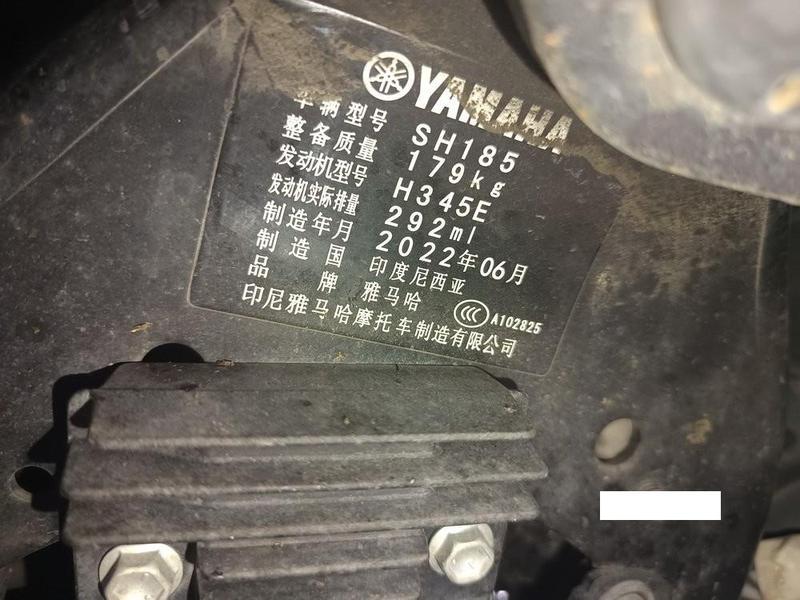 YAMAHA
车辆型号 SH185
整备质量 179kg
发动机型号 H345E
发动机实际排量 292ml
制造年月 2022年06月
制造国 印度尼西亚
品牌 雅马哈
CCC A102825
印尼雅马哈摩托车制造有限公司